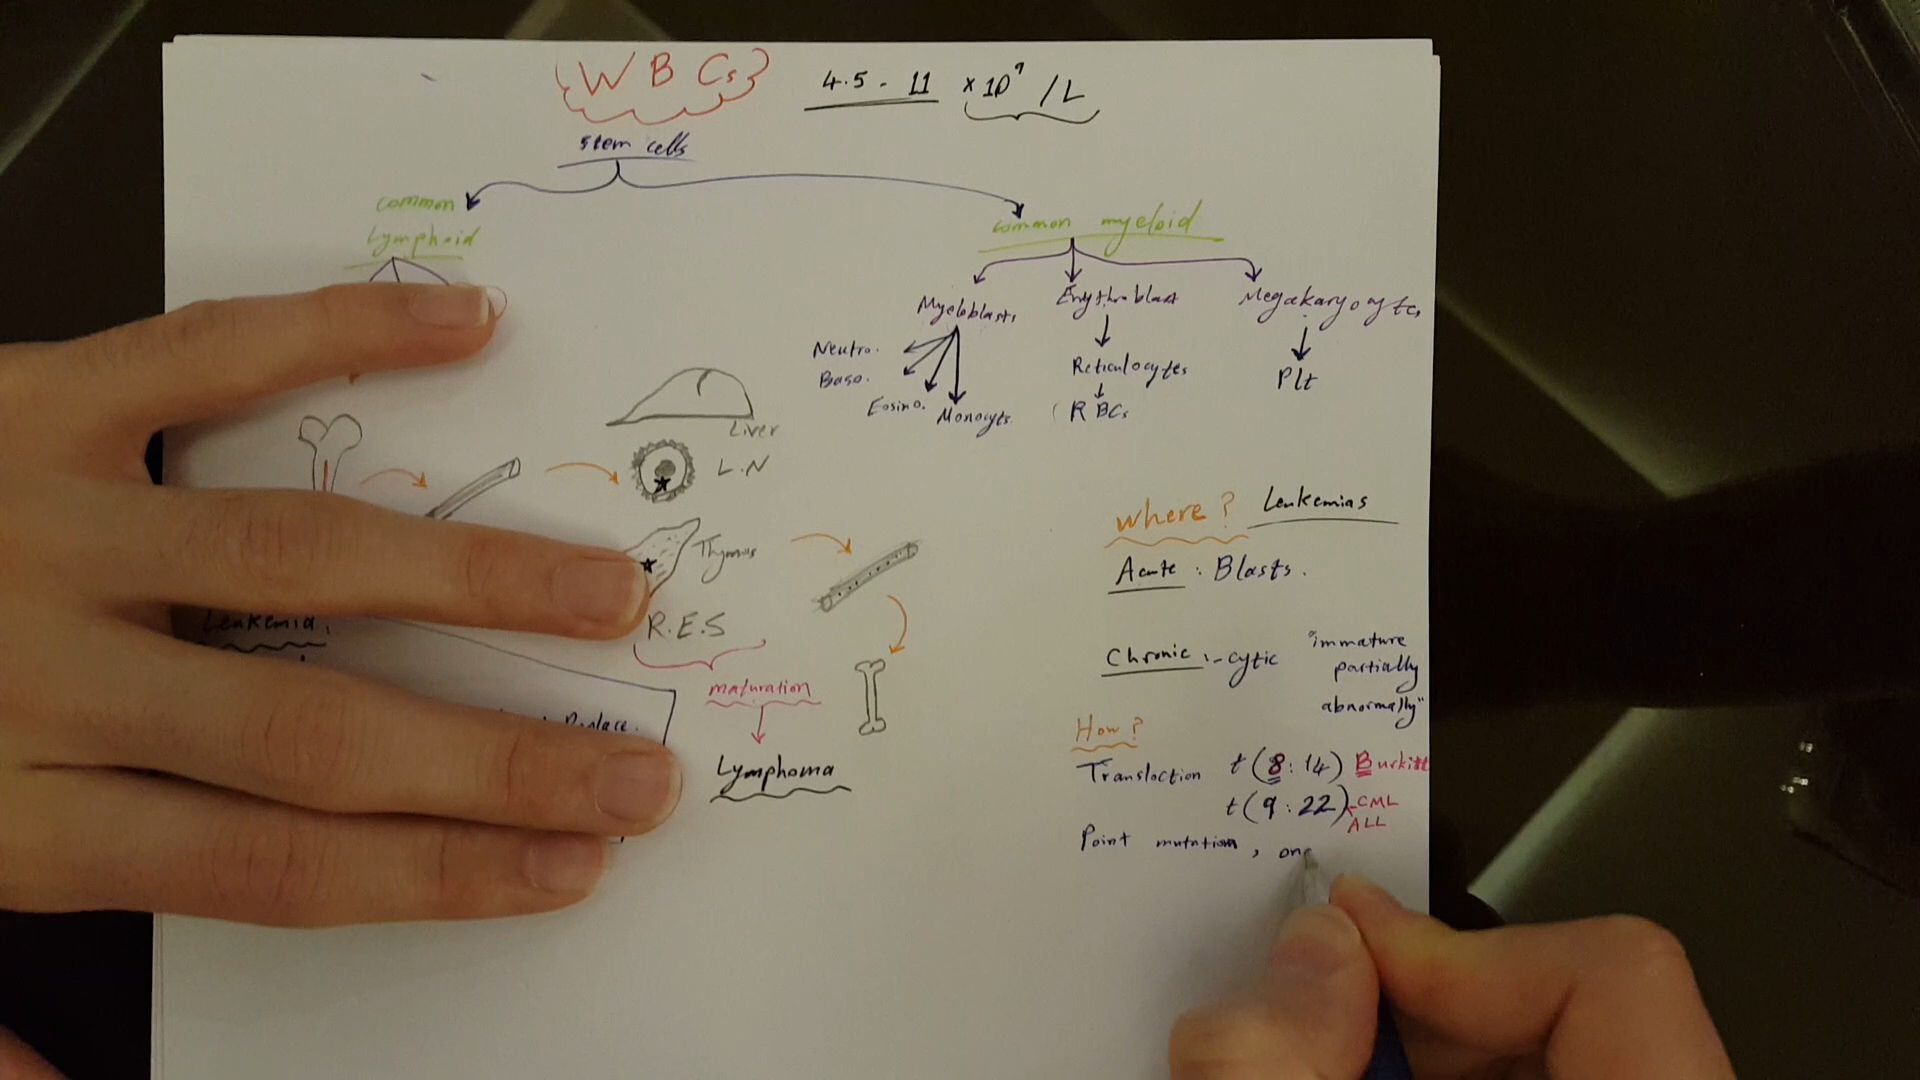 WBCs 4.5 - 11 ×10⁹ /L
stem cells
common
Lymphoid
common myeloid
Myeloblasts
Erythroblast
Megakaryocytes
Neutro.
Baso.
Eosino.
Monocyts.
Reticulocytes
RBCs
Plt
Liver
L.N
Thymus
R.E.S
maturation
Lymphoma
Leukemia
Where? Leukemias
Acute : Blasts.
Chronic :-cytic "immature
partially
abnormally"
How?
Transloction t(8:14) Burkitt
t(9:22) CML
ALL
Point mutation, onc